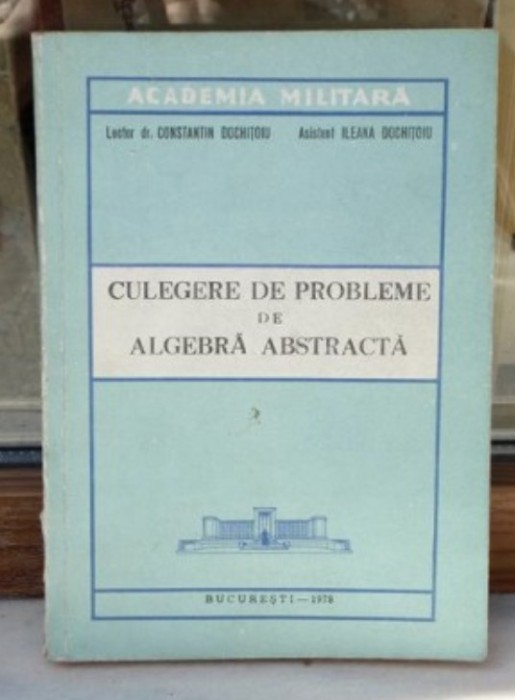 ACADEMIA MILITARĂ
Lector dr. CONSTANTIN DOCHIȚOIU Asistent ILEANA DOCHIȚOIU
CULEGERE DE PROBLEME
DE
ALGEBRĂ ABSTRACTĂ
BUCUREȘTI — 1978